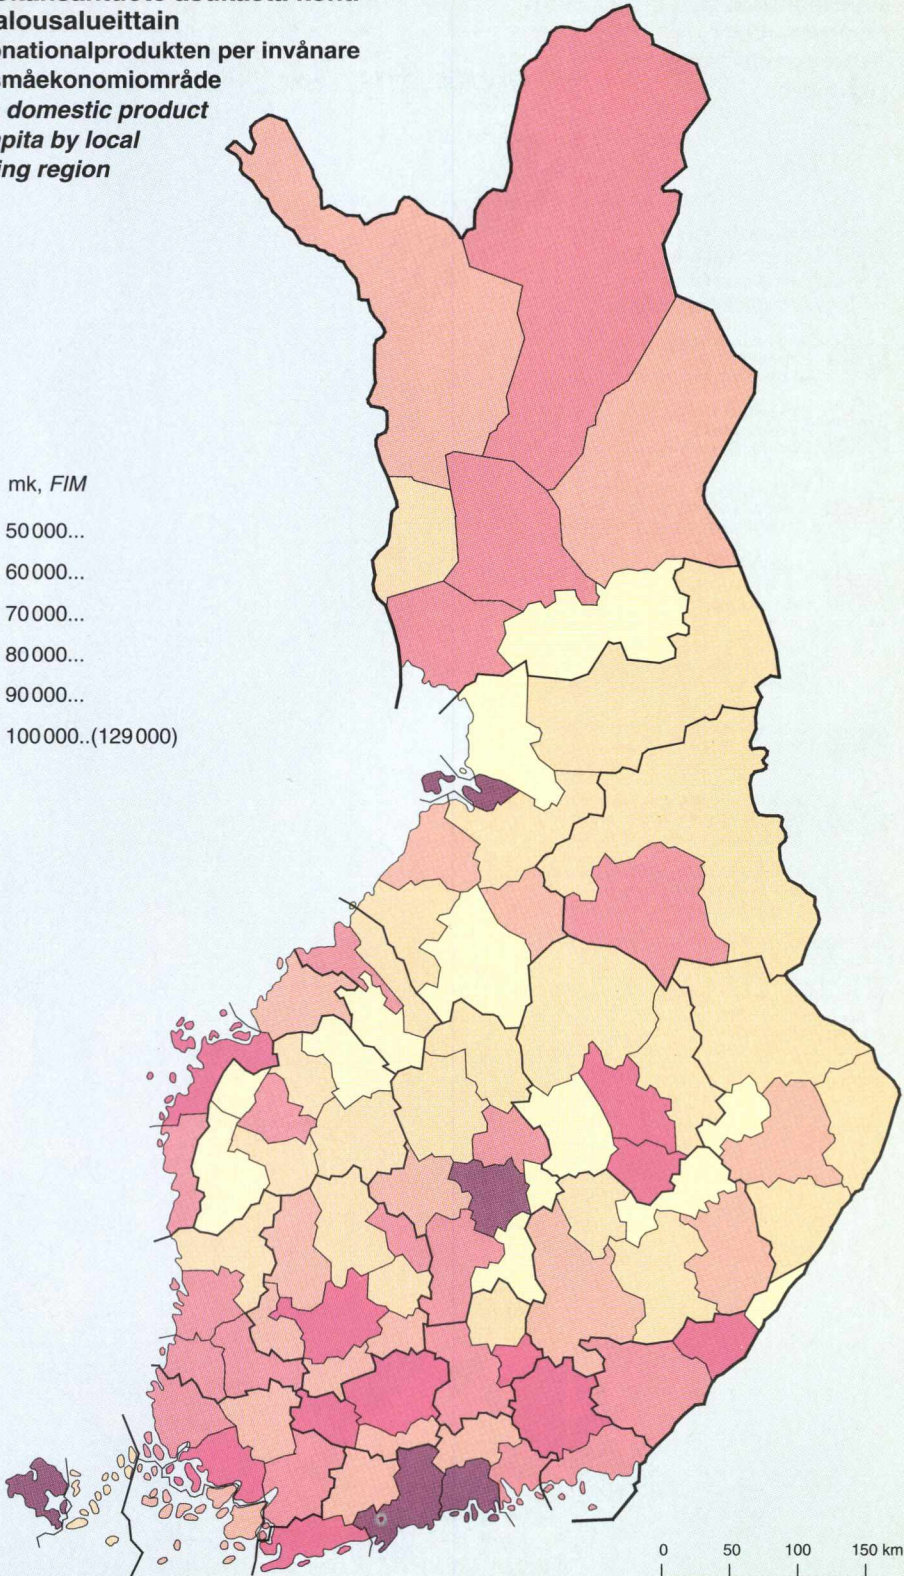 alousalueittain
nationalprodukten per invånare
småekonomiområde
domestic product
pita by local
ing region
mk, FIM
50 000...
60 000...
70 000...
80 000...
90 000...
100 000..(129 000)
0 50 100 150 km